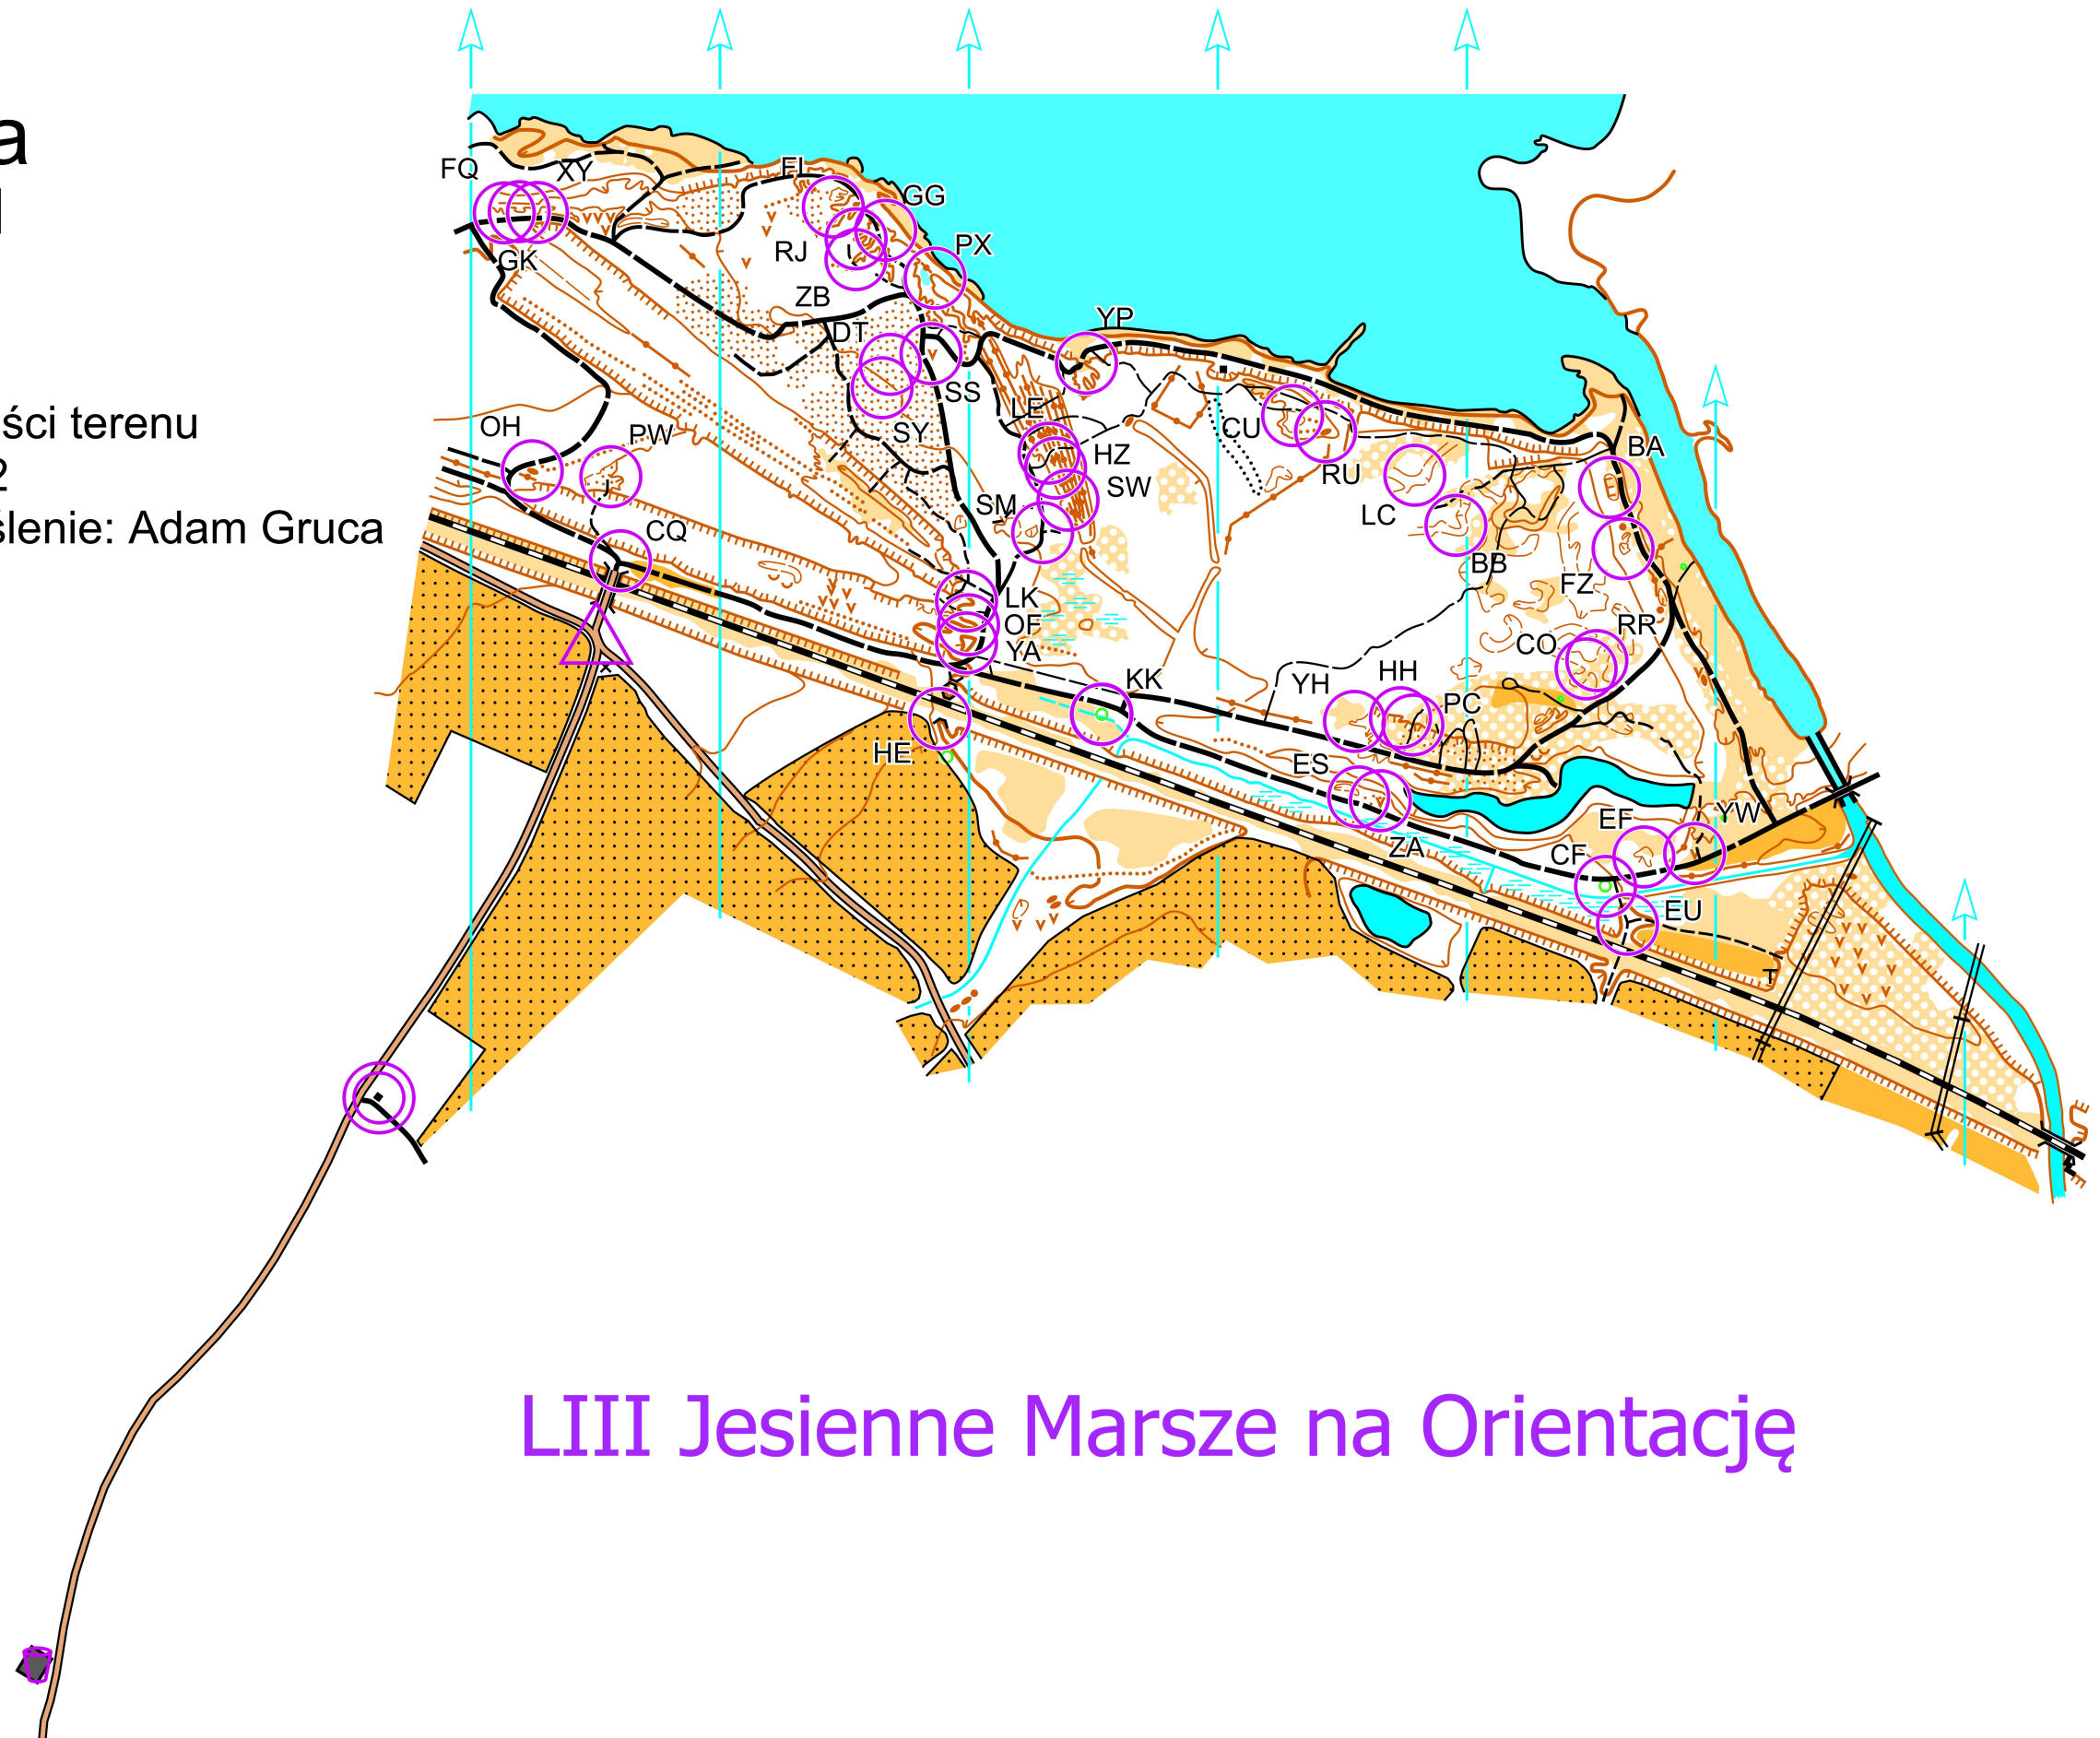 a
ści terenu
2
ślenie: Adam Gruca
FQ
XY
FI
GG
GK
RJ
PX
ZB
DT
YP
SS
LE
CU
OH
PW
SY
HZ
BA
RU
SW
SM
LC
CQ
BB
FZ
LK
OF
RR
YA
CO
KK
YH
HH
PC
HE
ES
YW
EF
ZA
CF
EU
LIII Jesienne Marsze na Orientację